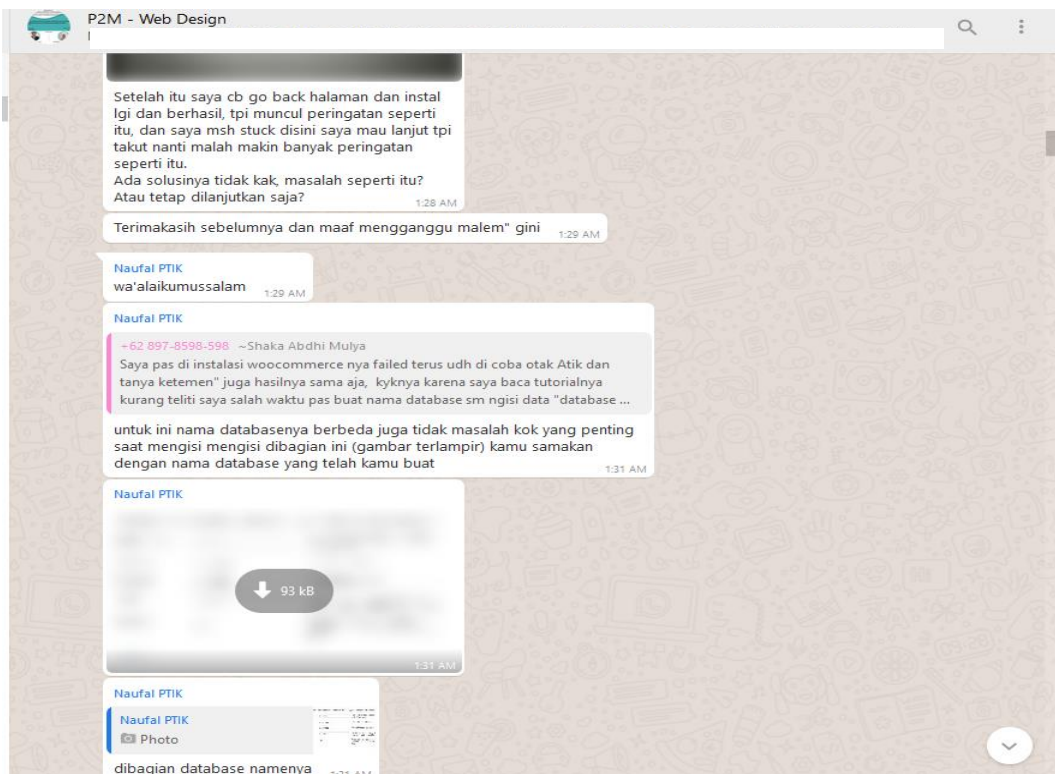 P2M - Web Design
Setelah itu saya cb go back halaman dan instal
lgi dan berhasil, tpi muncul peringatan seperti
itu, dan saya msh stuck disini saya mau lanjut tpi
takut nanti malah makin banyak peringatan
seperti itu.
Ada solusinya tidak kak, masalah seperti itu?
Atau tetap dilanjutkan saja?
1:28 AM
Terimakasih sebelumnya dan maaf mengganggu malem" gini
1:29 AM
Naufal PTIK
wa'alaikumussalam
1:29 AM
Naufal PTIK
+62 897-8598-598 ~Shaka Abdhi Mulya
Saya pas di instalasi woocommerce nya failed terus udh di coba otak Atik dan
tanya ketemen" juga hasilnya sama aja, kyknya karena saya baca tutorialnya
kurang teliti saya salah waktu pas buat nama database sm ngisi data "database ...
untuk ini nama databasenya berbeda juga tidak masalah kok yang penting
saat mengisi mengisi dibagian ini (gambar terlampir) kamu samakan
dengan nama database yang telah kamu buat
1:31 AM
Naufal PTIK
93 kB
1:31 AM
Naufal PTIK
Naufal PTIK
Photo
dibagian database namenya
1:31 AM